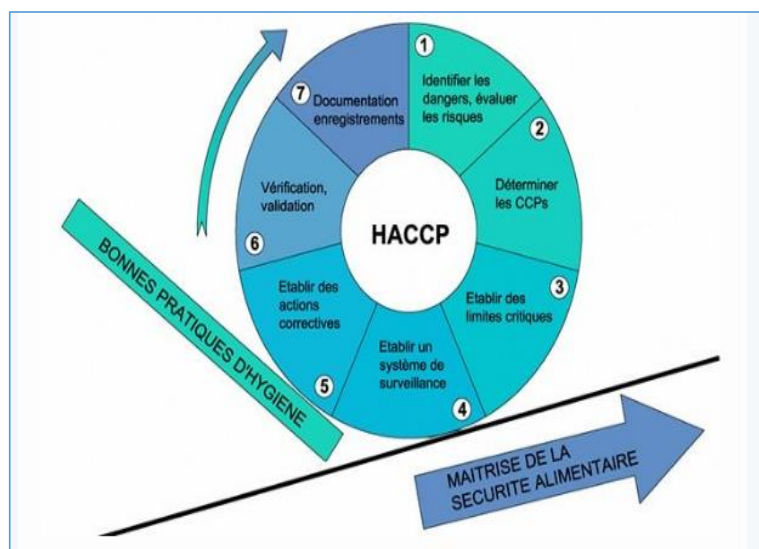 1
Identifier les
dangers, évaluer
les risques
2
Déterminer
les CCPs
3
Etablir des
limites critiques
4
Etablir un
système de
surveillance
5
Etablir des
actions
correctives
6
Vérification,
validation
7
Documentation
enregistrements
HACCP
BONNES PRATIQUES D'HYGIENE
MAITRISE DE LA
SECURITE ALIMENTAIRE